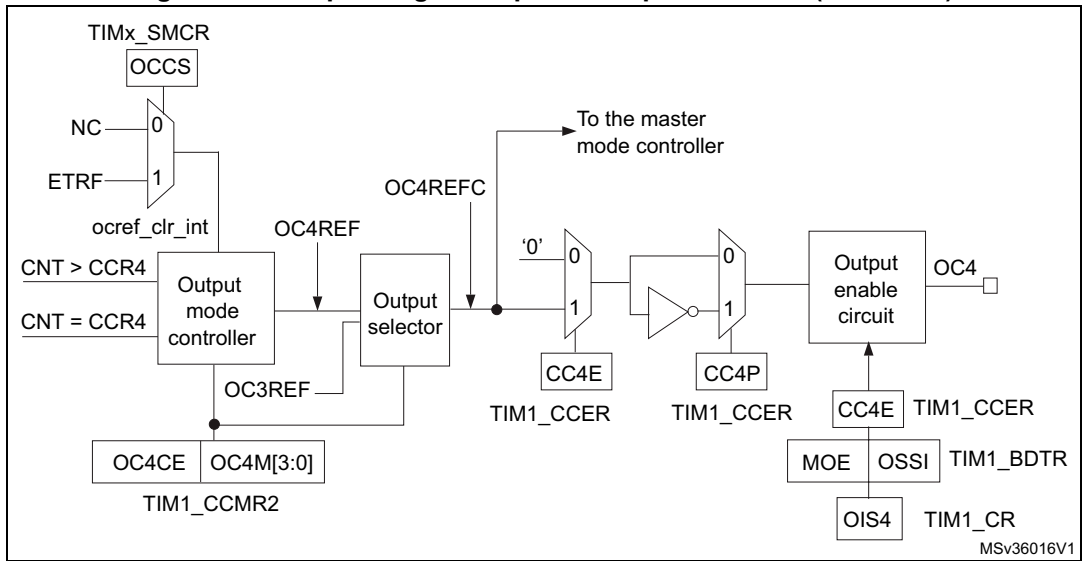 TIMx_SMCR
OCCS
NC
0
ETRF
1
ocref_clr_int
To the master
mode controller
OC4REFC
OC4REF
CNT > CCR4
CNT = CCR4
Output
mode
controller
Output
selector
OC3REF
‘0’
0
1
CC4E
TIM1_CCER
0
1
CC4P
TIM1_CCER
Output
enable
circuit
OC4
CC4E
TIM1_CCER
MOE
OSSI
TIM1_BDTR
OIS4
TIM1_CR
OC4CE
OC4M[3:0]
TIM1_CCMR2
MSv36016V1